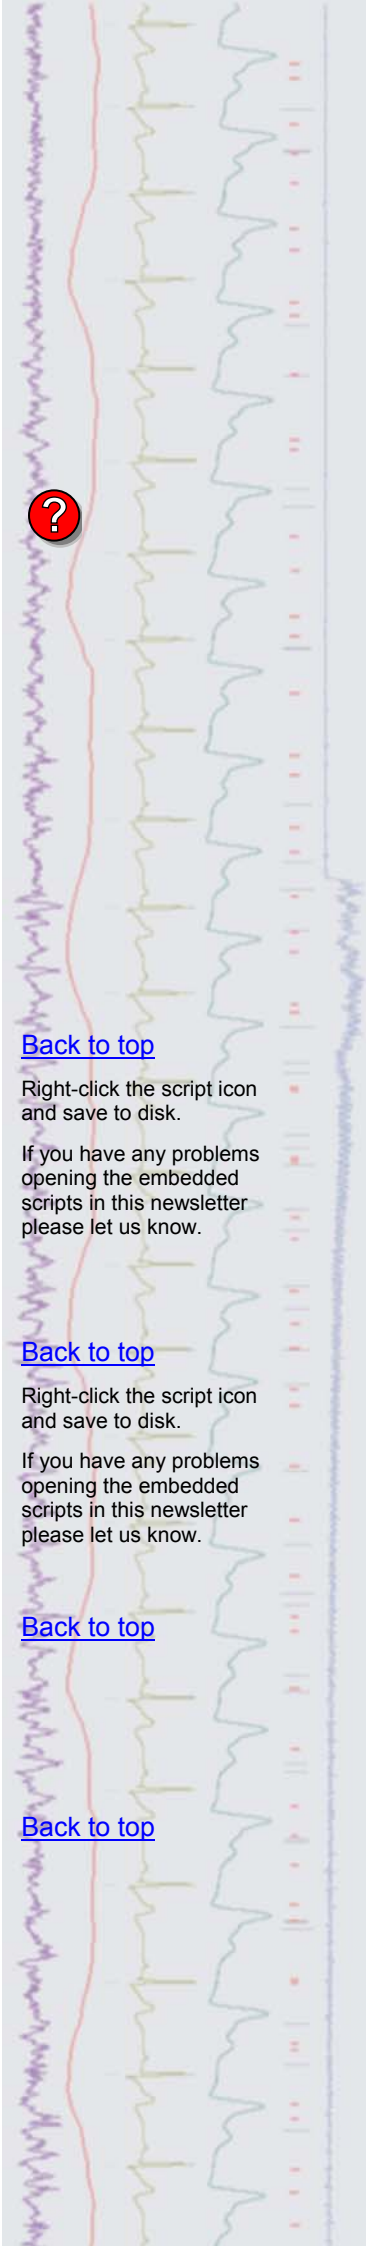 ?
Back to top
Right-click the script icon
and save to disk.
If you have any problems
opening the embedded
scripts in this newsletter
please let us know.
Back to top
Right-click the script icon
and save to disk.
If you have any problems
opening the embedded
scripts in this newsletter
please let us know.
Back to top
Back to top